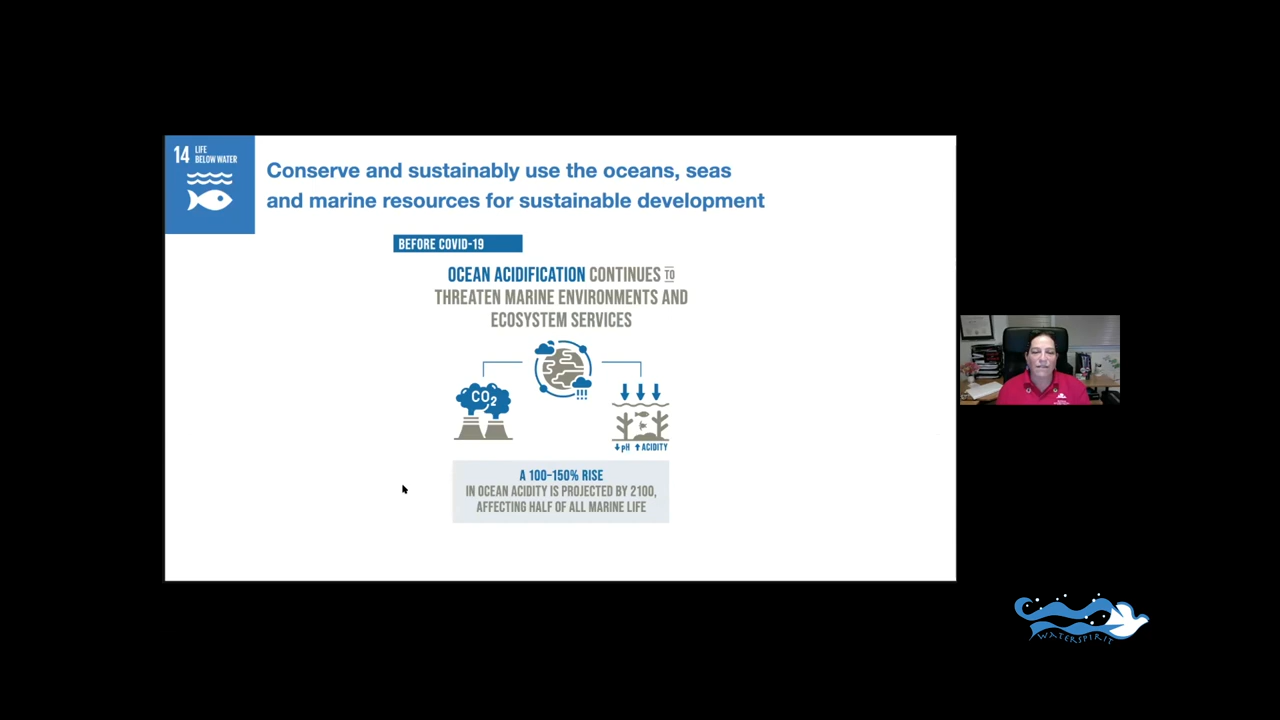 14 LIFE
BELOW WATER
Conserve and sustainably use the oceans, seas
and marine resources for sustainable development
BEFORE COVID-19
OCEAN ACIDIFICATION CONTINUES TO
THREATEN MARINE ENVIRONMENTS AND
ECOSYSTEM SERVICES
CO2
!!!
pH ACIDITY
A 100-150% RISE
IN OCEAN ACIDITY IS PROJECTED BY 2100,
AFFECTING HALF OF ALL MARINE LIFE
WATERSPIRIT